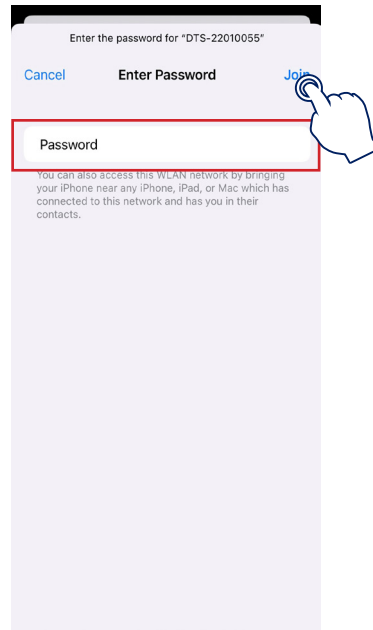 Enter the password for “DTS-22010055”
Cancel Enter Password Join
Password
You can also access this WLAN network by bringing
your iPhone near any iPhone, iPad, or Mac which has
connected to this network and has you in their
contacts.